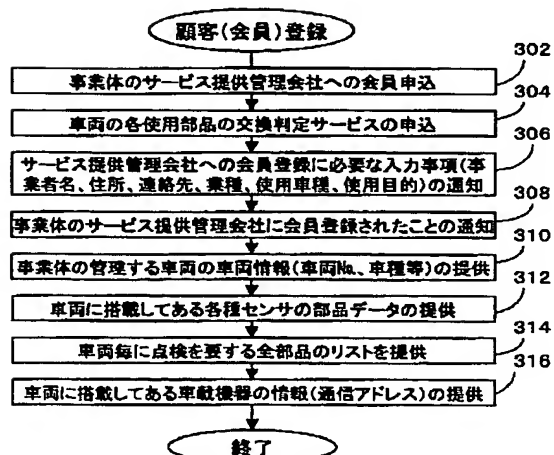 顧客(会員)登録
302
事業体のサービス提供管理会社への会員申込
304
車両の各使用部品の交換判定サービスの申込
306
サービス提供管理会社への会員登録に必要な入力事項(事
業者名、住所、連絡先、業種、使用車種、使用目的)の通知
308
事業体のサービス提供管理会社に会員登録されたことの通知
310
事業体の管理する車両の車両情報(車両No.、車種等)の提供
312
車両に搭載してある各種センサの部品データの提供
314
車両毎に点検を要する全部品のリストを提供
316
車両に搭載してある車載機器の情報(通信アドレス)の提供
終了